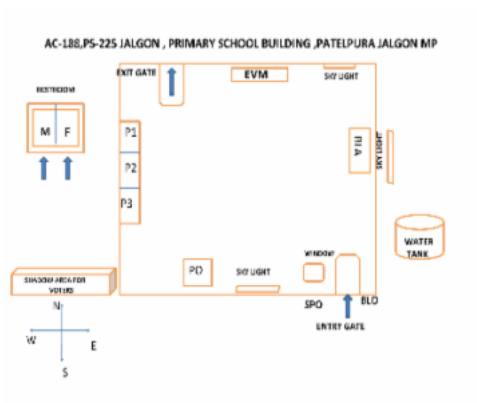 AC-188,PS-225 JALGON , PRIMARY SCHOOL BUILDING ,PATELPURA JALGON MP
EXIT GATE
EVM
SKY LIGHT
RESTROOM
M F
P1
P2
P3
SKY LIGHT
WATER
TANK
WINDOW
PO
SKY LIGHT
SHADOW AREA FOR
VOTERS
SPO
BLO
ENTRY GATE
N
W
E
S